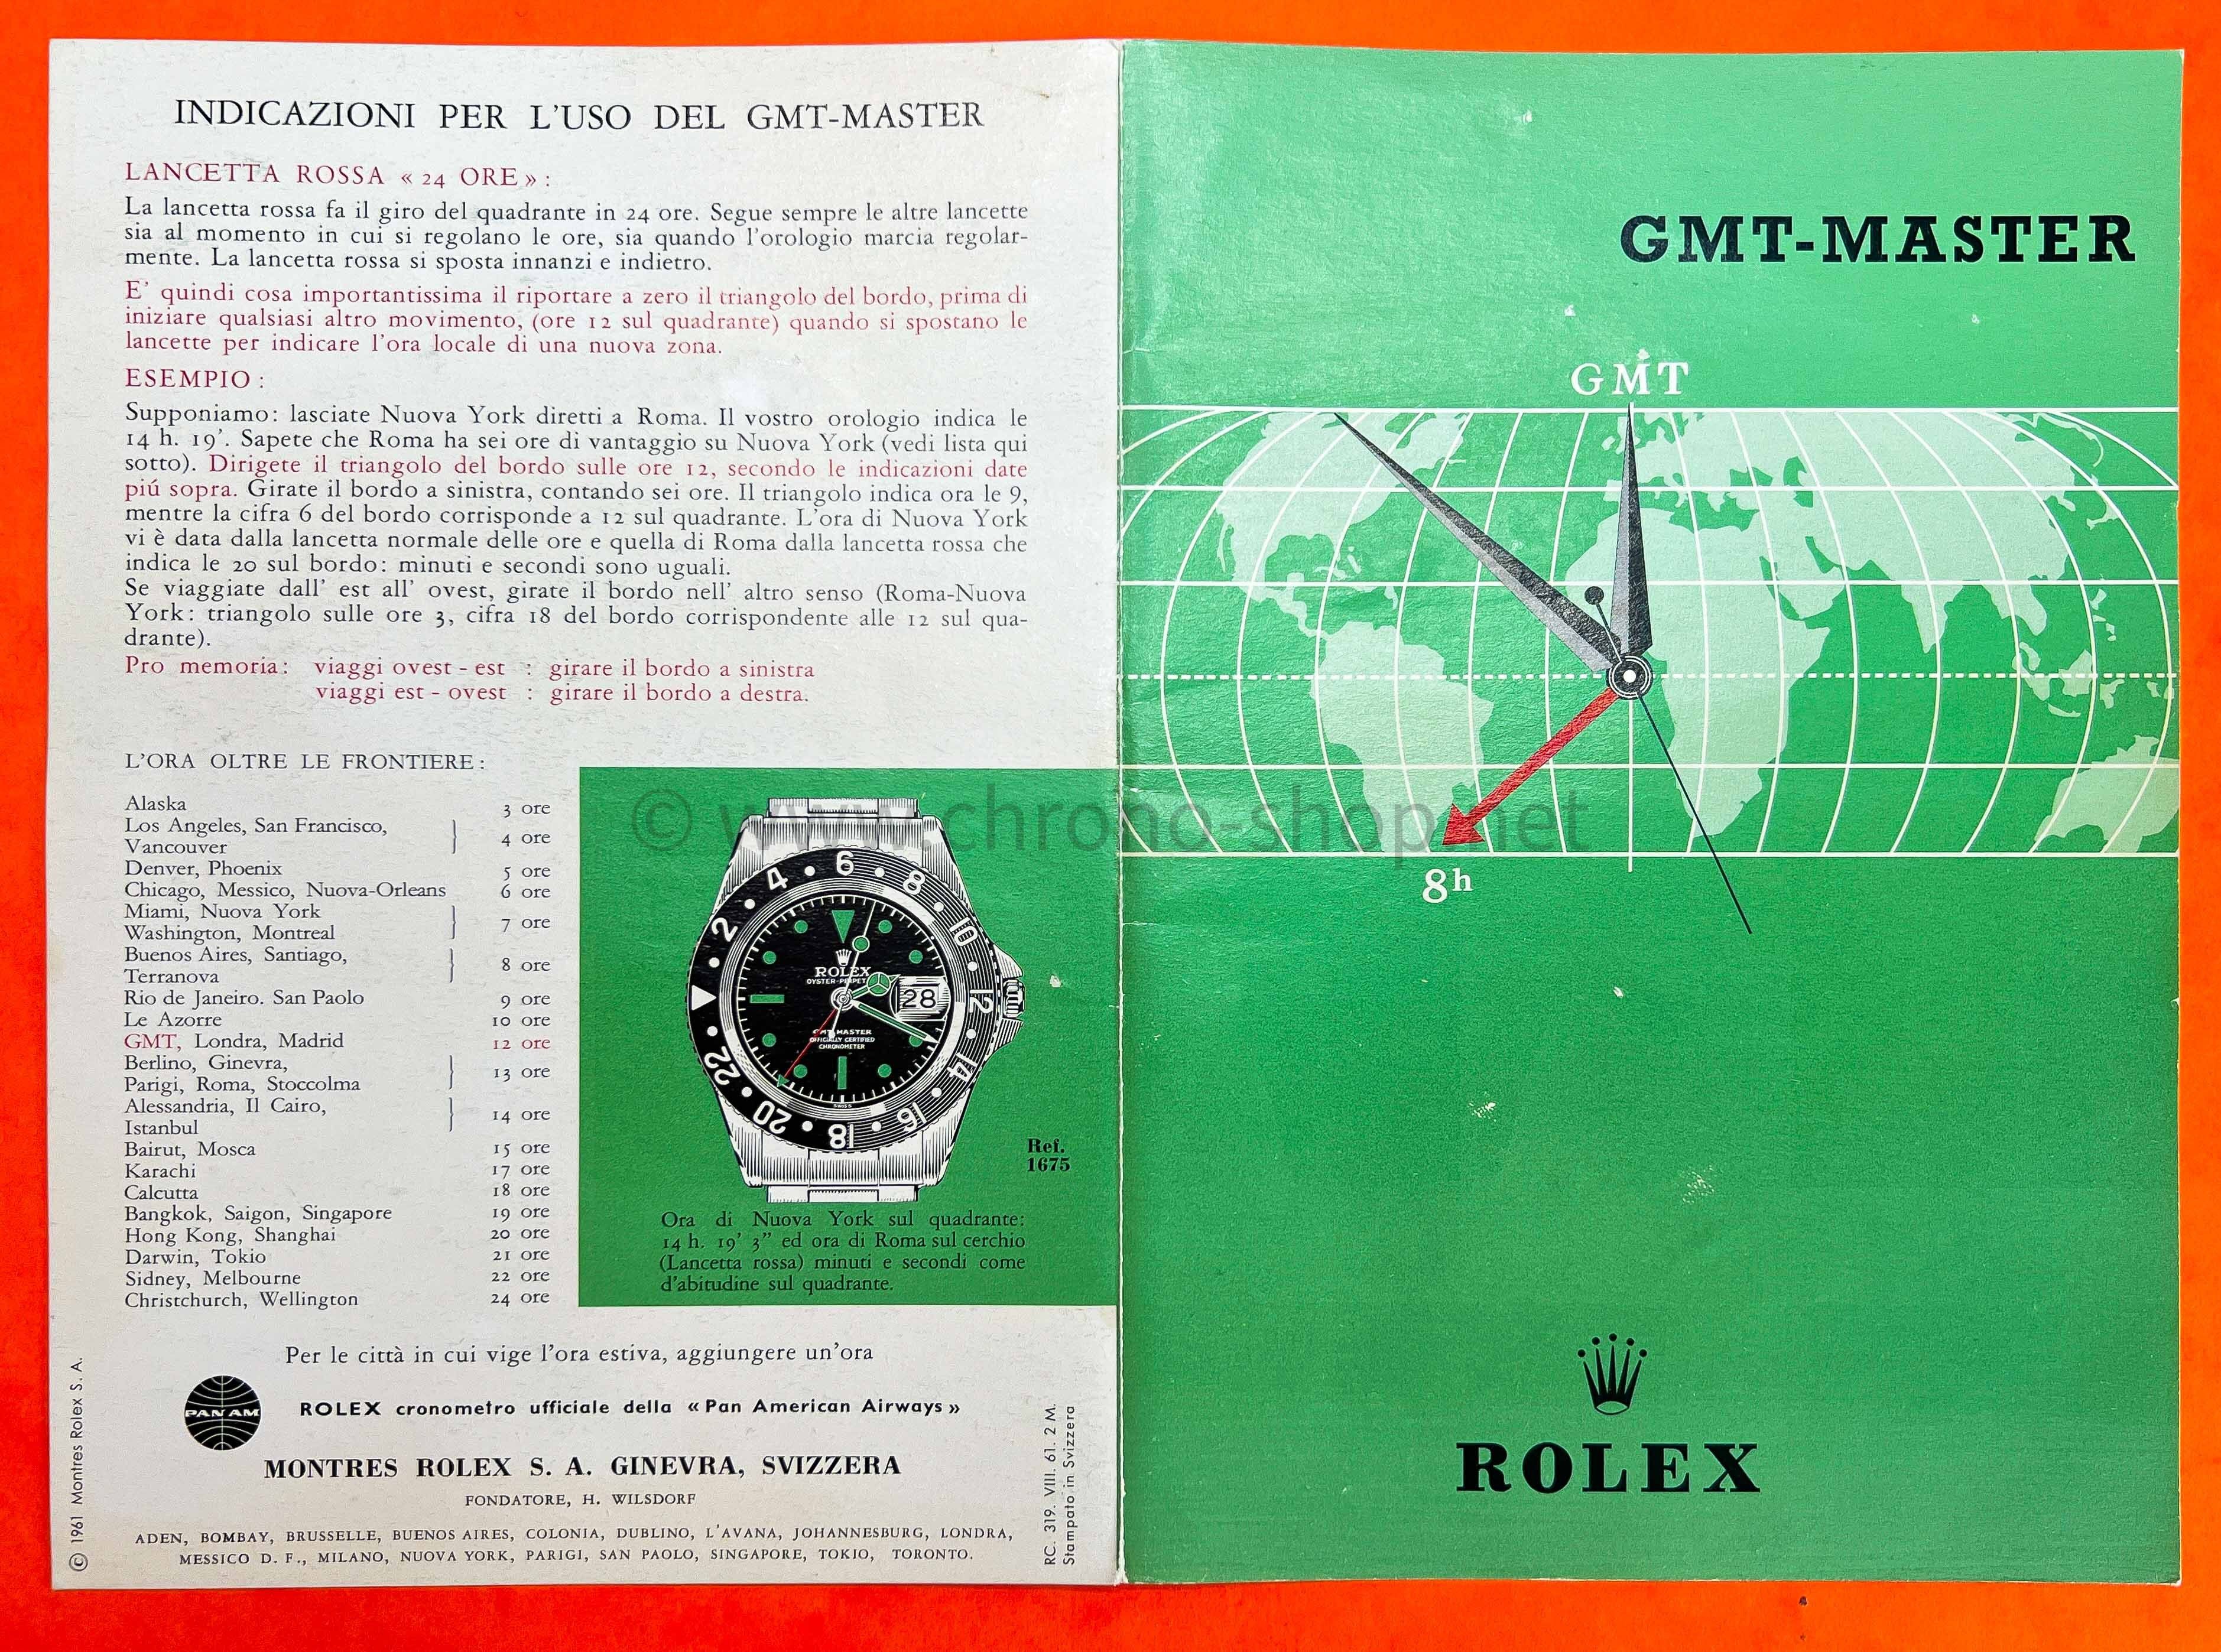 INDICAZIONI PER L'USO DEL GMT-MASTER
LANCETTA ROSSA « 24 ORE » :
La lancetta rossa fa il giro del quadrante in 24 ore. Segue sempre le altre lancette
sia al momento in cui si regolano le ore, sia quando l'orologio marcia regolar-
mente. La lancetta rossa si sposta innanzi e indietro.
E' quindi cosa importantissima il riportare a zero il triangolo del bordo, prima di
iniziare qualsiasi altro movimento, (ore 12 sul quadrante) quando si spostano le
lancette per indicare l'ora locale di una nuova zona.
ESEMPIO :
Supponiamo: lasciate Nuova York diretti a Roma. Il vostro orologio indica le
14 h. 19'. Sapete che Roma ha sei ore di vantaggio su Nuova York (vedi lista qui
sotto). Dirigete il triangolo del bordo sulle ore 12, secondo le indicazioni date
piú sopra. Girate il bordo a sinistra, contando sei ore. Il triangolo indica ora le 9,
mentre la cifra 6 del bordo corrisponde a 12 sul quadrante. L'ora di Nuova York
vi è data dalla lancetta normale delle ore e quella di Roma dalla lancetta rossa che
indica le 20 sul bordo: minuti e secondi sono uguali.
Se viaggiate dall' est all' ovest, girate il bordo nell' altro senso (Roma-Nuova
York: triangolo sulle ore 3, cifra 18 del bordo corrispondente alle 12 sul qua-
drante).
Pro memoria: viaggi ovest - est : girare il bordo a sinistra
viaggi est - ovest : girare il bordo a destra.
L'ORA OLTRE LE FRONTIERE :
Alaska 3 ore
Los Angeles, San Francisco,
Vancouver } 4 ore
Denver, Phoenix 5 ore
Chicago, Messico, Nuova-Orleans 6 ore
Miami, Nuova York
Washington, Montreal } 7 ore
Buenos Aires, Santiago,
Terranova } 8 ore
Rio de Janeiro. San Paolo 9 ore
Le Azorre 10 ore
GMT, Londra, Madrid 12 ore
Berlino, Ginevra,
Parigi, Roma, Stoccolma } 13 ore
Alessandria, Il Cairo,
Istanbul } 14 ore
Bairut, Mosca 15 ore
Karachi 17 ore
Calcutta 18 ore
Bangkok, Saigon, Singapore 19 ore
Hong Kong, Shanghai 20 ore
Darwin, Tokio 21 ore
Sidney, Melbourne 22 ore
Christchurch, Wellington 24 ore
2 4 6 8 10 12 14 16 18 20 22
ROLEX
OYSTER-PERPET
28
GMT-MASTER
OFFICIALLY CERTIFIED
CHRONOMETER
SWISS
Ref.
1675
Ora di Nuova York sul quadrante:
14 h. 19' 3" ed ora di Roma sul cerchio
(Lancetta rossa) minuti e secondi come
d'abitudine sul quadrante.
Per le città in cui vige l'ora estiva, aggiungere un'ora
PAN AM
ROLEX cronometro ufficiale della « Pan American Airways »
MONTRES ROLEX S. A. GINEVRA, SVIZZERA
FONDATORE, H. WILSDORF
ADEN, BOMBAY, BRUSSELLE, BUENOS AIRES, COLONIA, DUBLINO, L'AVANA, JOHANNESBURG, LONDRA,
MESSICO D. F., MILANO, NUOVA YORK, PARIGI, SAN PAOLO, SINGAPORE, TOKIO, TORONTO.
© 1961 Montres Rolex S. A.
RC. 319. VIII. 61. 2 M.
Stampato in Svizzera
GMT-MASTER
GMT
8h
ROLEX
© www.chrono-shop.net